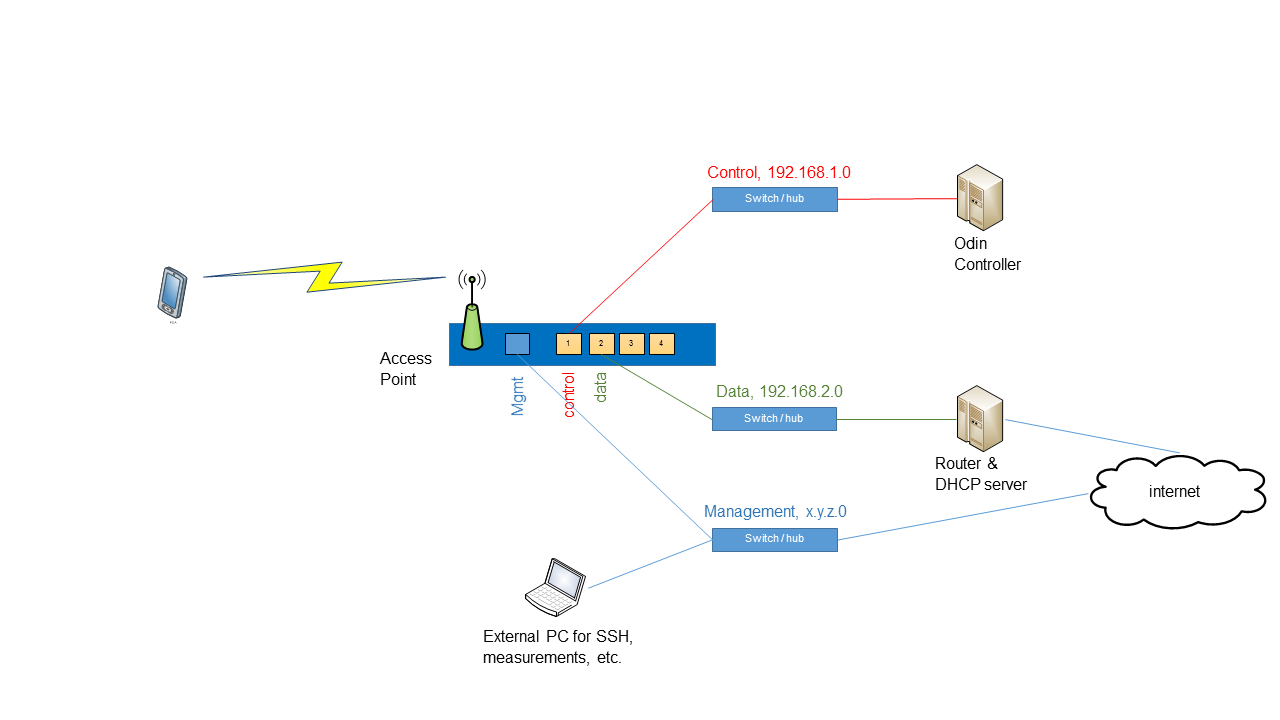 Control, 192.168.1.0
Switch / hub
Odin
Controller
Access
Point
1
2
3
4
Mgmt
control
data
Data, 192.168.2.0
Switch / hub
Router &
DHCP server
internet
Management, x.y.z.0
Switch / hub
External PC for SSH,
measurements, etc.